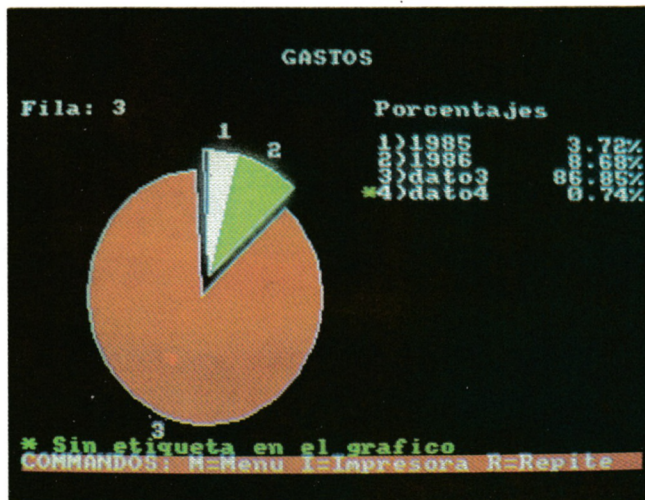 GASTOS
Fila: 3
Porcentajes
1 2
1)1985 3.72%
2)1986 8.68%
3)dato3 86.85%
*4)dato4 0.74%
3
* Sin etiqueta en el grafico
COMMANDOS: M=Menu I=Impresora R=Repite